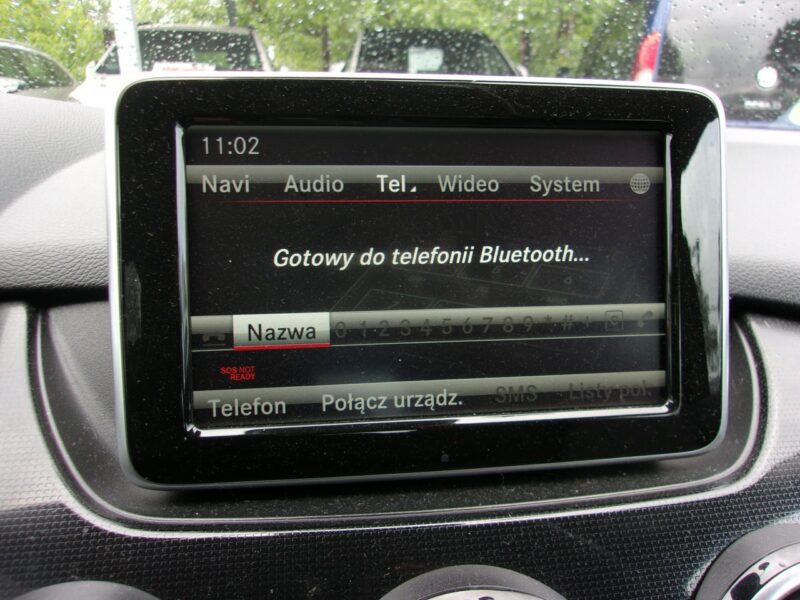 11:02
Navi Audio Tel Wideo System
Gotowy do telefonii Bluetooth...
Nazwa 0 1 2 3 4 5 6 7 8 9 * # +
SOS NOT
READY
Telefon Połącz urządz. SMS Listy poł.